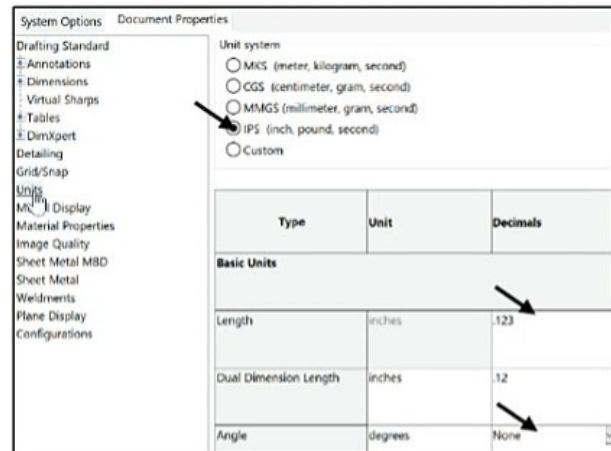 System Options Document Properties
Drafting Standard
Annotations
Dimensions
Virtual Sharps
Tables
DimXpert
Detailing
Grid/Snap
Units
Display
Material Properties
Image Quality
Sheet Metal MBD
Sheet Metal
Weldments
Plane Display
Configurations
Unit system
MKS (meter, kilogram, second)
CGS (centimeter, gram, second)
MMGS (millimeter, gram, second)
IPS (inch, pound, second)
Custom
Type Unit Decimals
Basic Units
Length inches .123
Dual Dimension Length inches .12
Angle degrees None